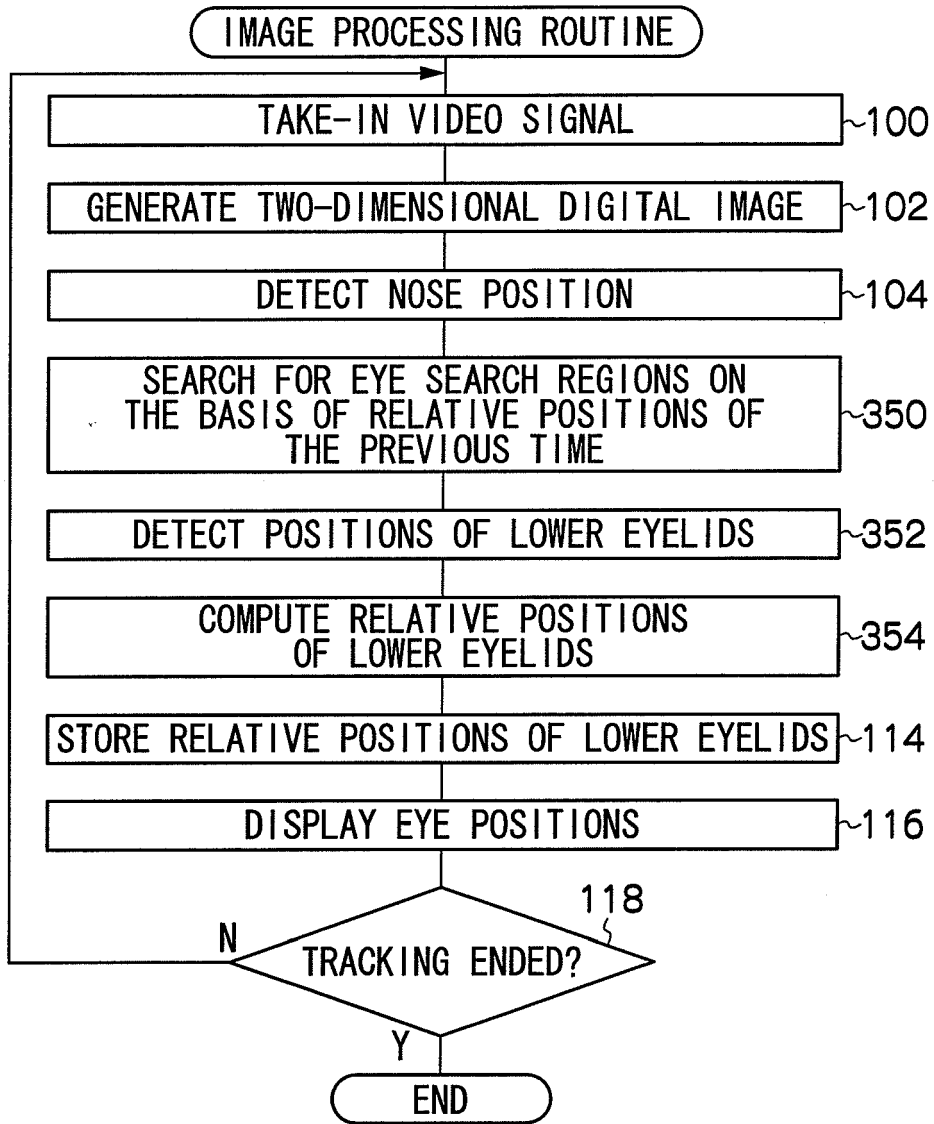 IMAGE PROCESSING ROUTINE
TAKE-IN VIDEO SIGNAL
100
GENERATE TWO-DIMENSIONAL DIGITAL IMAGE
102
DETECT NOSE POSITION
104
SEARCH FOR EYE SEARCH REGIONS ON
THE BASIS OF RELATIVE POSITIONS OF
THE PREVIOUS TIME
350
DETECT POSITIONS OF LOWER EYELIDS
352
COMPUTE RELATIVE POSITIONS
OF LOWER EYELIDS
354
STORE RELATIVE POSITIONS OF LOWER EYELIDS
114
DISPLAY EYE POSITIONS
116
118
N
TRACKING ENDED?
Y
END